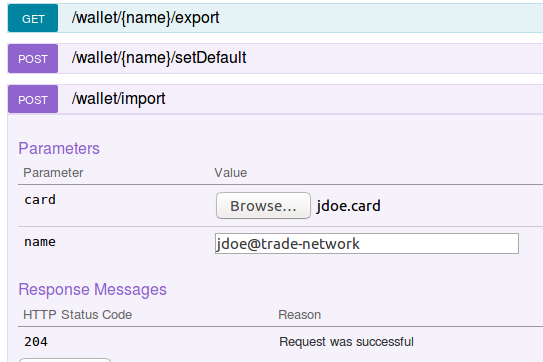 GET /wallet/{name}/export
POST /wallet/{name}/setDefault
POST /wallet/import
Parameters
Parameter Value
card Browse... jdoe.card
name jdoe@trade-network
Response Messages
HTTP Status Code Reason
204 Request was successful